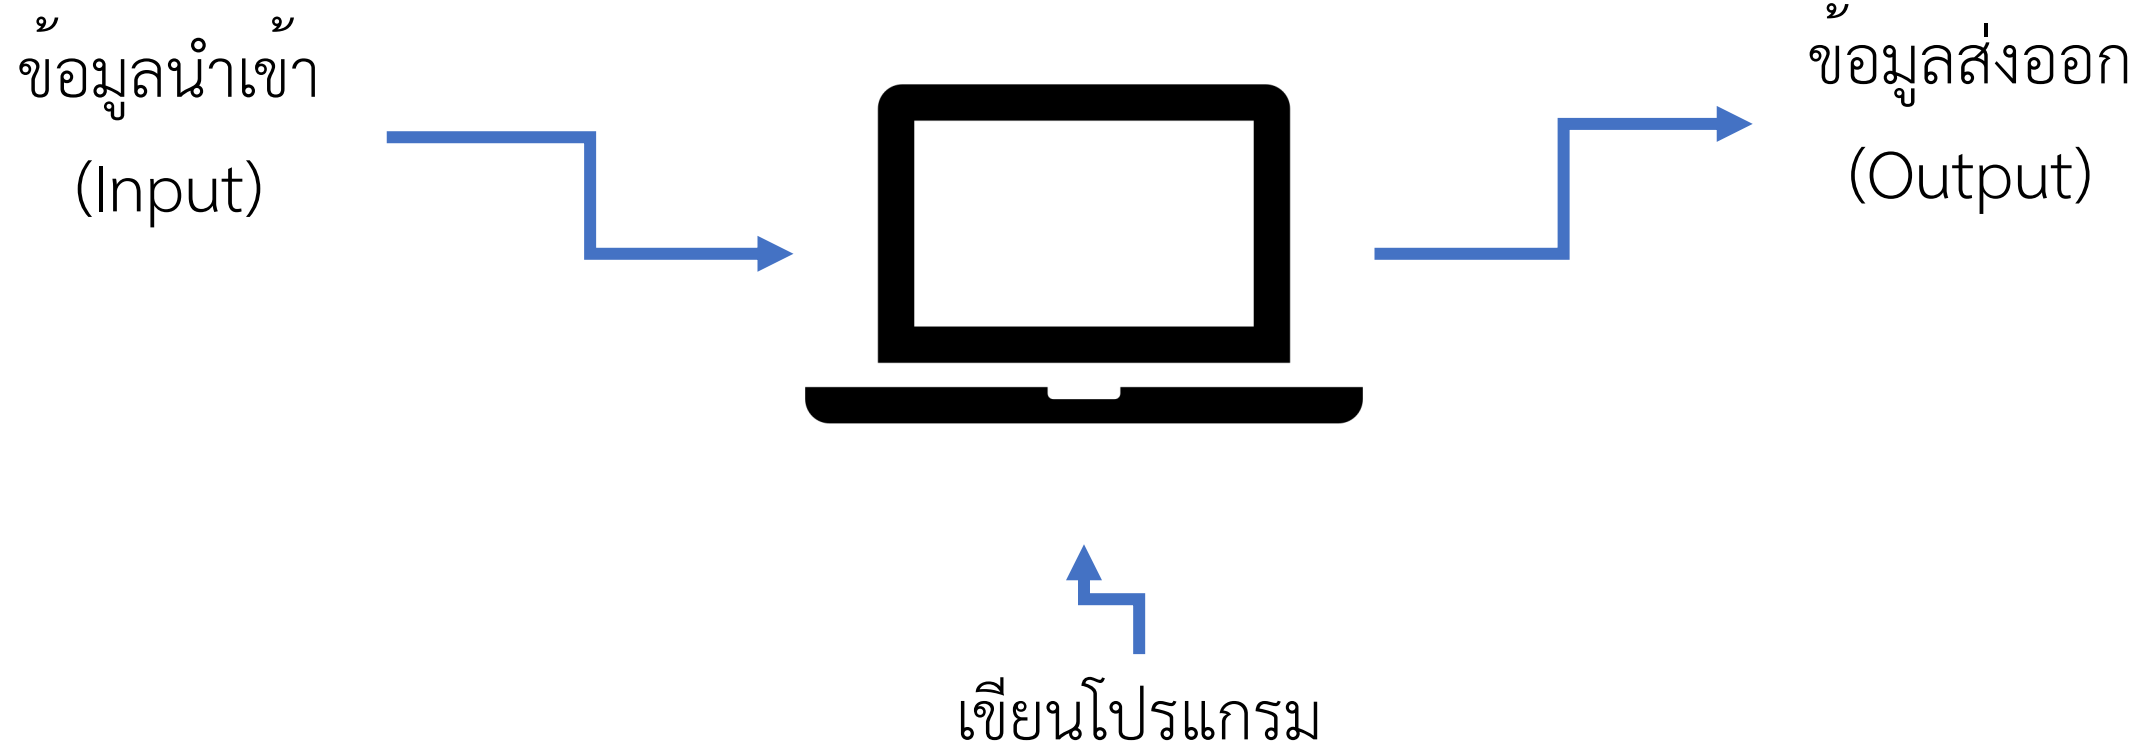 ข้อมูลนำเข้า
(Input)
ข้อมูลส่งออก
(Output)
เขียนโปรแกรม